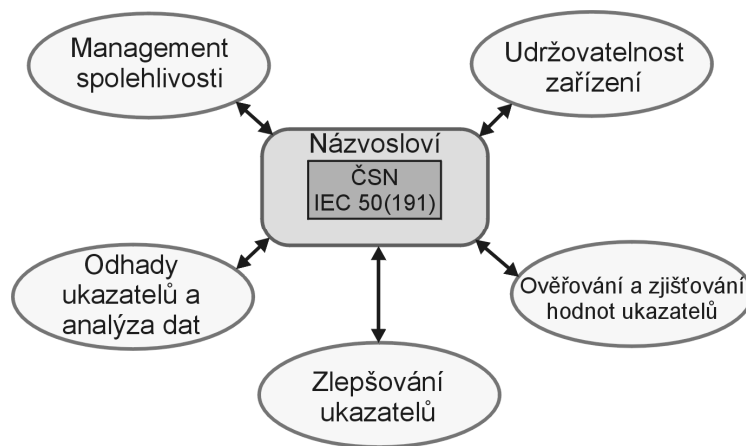 Management
spolehlivosti
Udržovatelnost
zařízení
Názvosloví
ČSN
IEC 50(191)
Odhady
ukazatelů a
analýza dat
Ověřování a zjišťování
hodnot ukazatelů
Zlepšování
ukazatelů